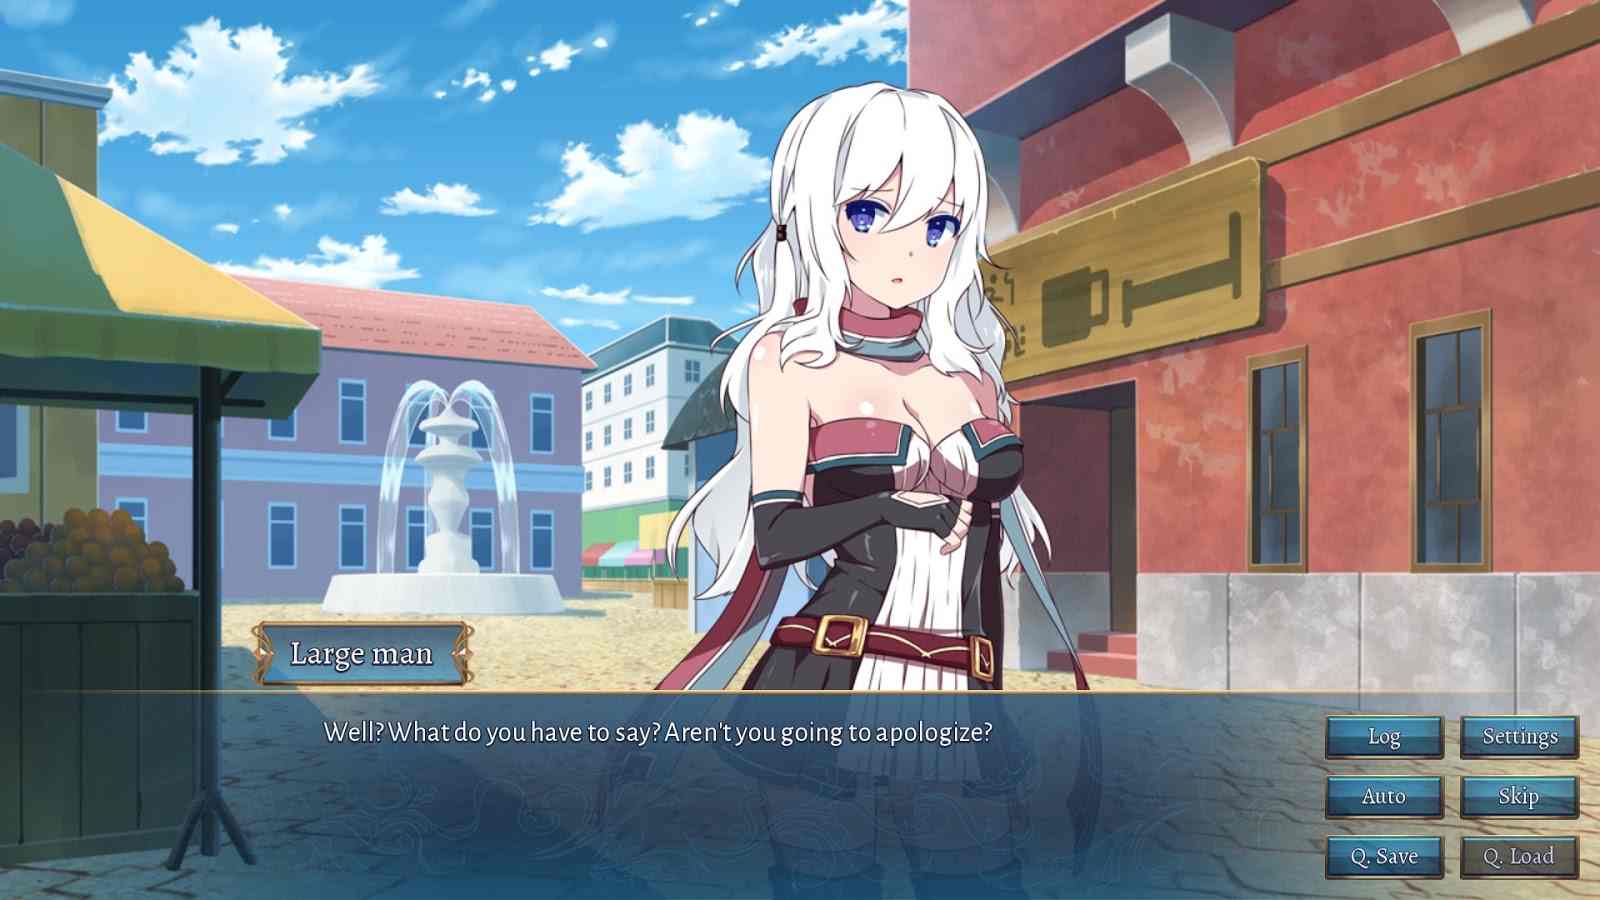 Large man
Well? What do you have to say? Aren't you going to apologize?
Log
Settings
Auto
Skip
Q. Save
Q. Load